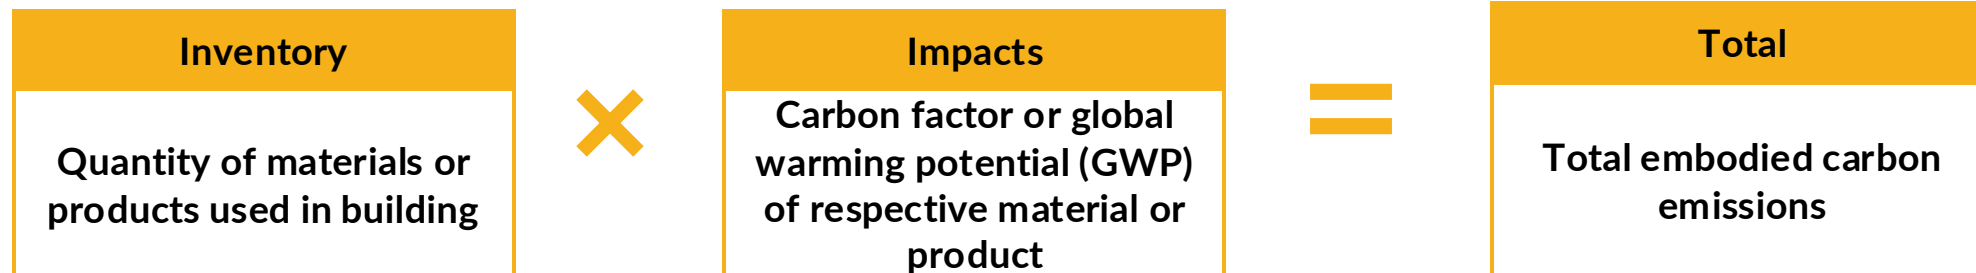 Inventory
Quantity of materials or
products used in building
×
Impacts
Carbon factor or global
warming potential (GWP)
of respective material or
product
=
Total
Total embodied carbon
emissions